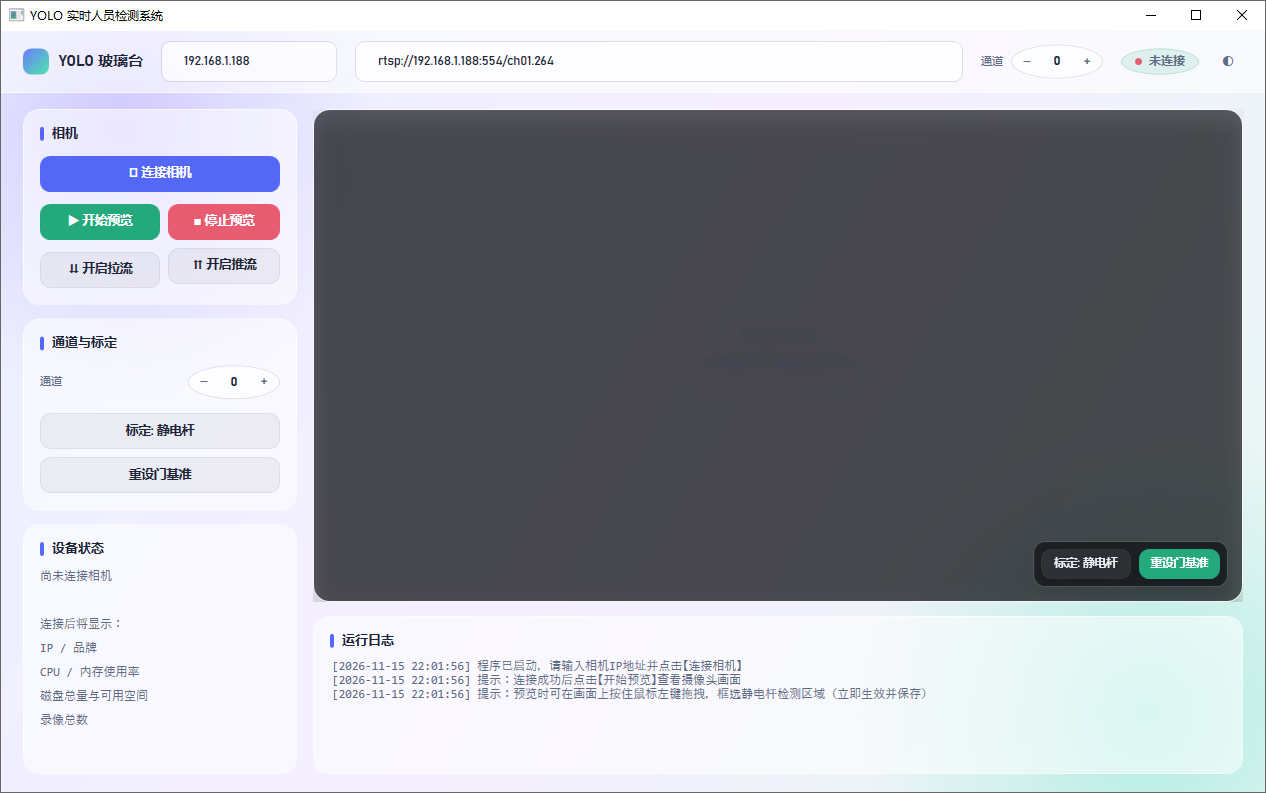 YOLO 实时人员检测系统
YOLO 玻璃台
192.168.1.188
rtsp://192.168.1.188:554/ch01.264
通道
− 0 +
● 未连接
相机
连接相机
▶ 开始预览
■ 停止预览
⇊ 开启拉流
⇈ 开启推流
通道与标定
通道
− 0 +
标定: 静电杆
重设门基准
设备状态
尚未连接相机
连接后将显示：
IP / 品牌
CPU / 内存使用率
磁盘总量与可用空间
录像总数
标定: 静电杆
重设门基准
运行日志
[2026-11-15 22:01:56] 程序已启动，请输入相机IP地址并点击【连接相机】
[2026-11-15 22:01:56] 提示：连接成功后点击【开始预览】查看摄像头画面
[2026-11-15 22:01:56] 提示：预览时可在画面上按住鼠标左键拖拽，框选静电杆检测区域（立即生效并保存）